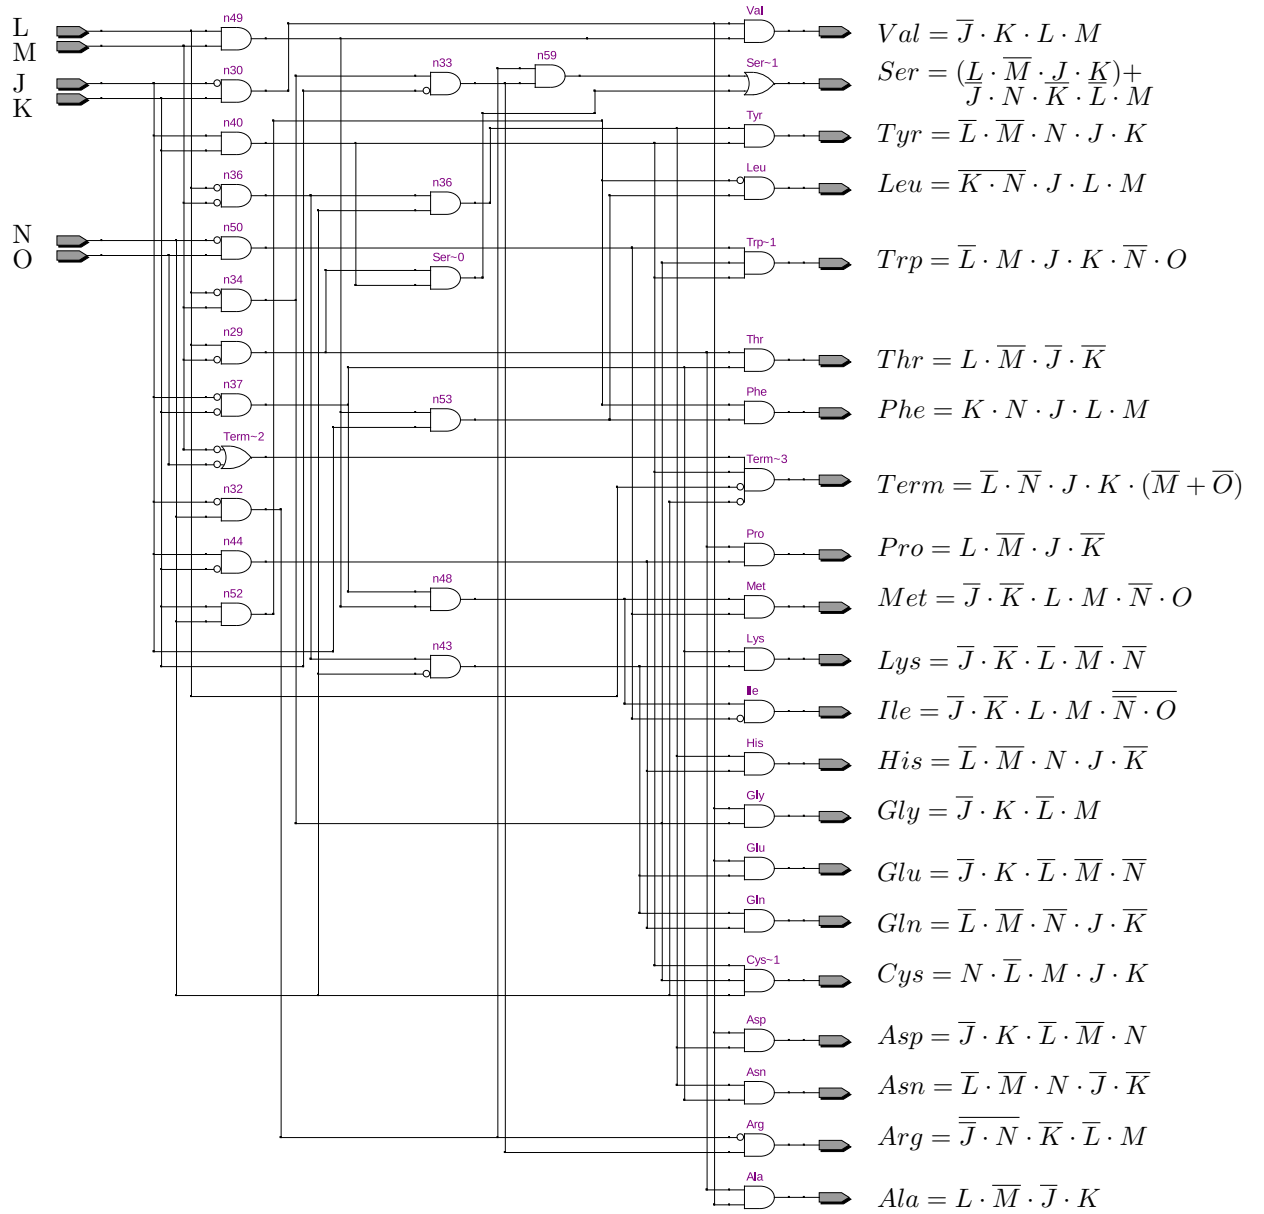 L
M
J
K
N
O
n49
n30
n40
n36
n50
n34
n29
n37
Term~2
n32
n44
n52
n33
n59
n36
Ser~0
n53
n48
n43
Val
Ser~1
Tyr
Leu
Trp~1
Thr
Phe
Term~3
Pro
Met
Lys
Ile
His
Gly
Glu
Gln
Cys~1
Asp
Asn
Arg
Ala
Val = J̅ · K · L · M
Ser = (L · M̅ · J · K)+
J̅ · N · K̅ · L̅ · M
Tyr = L̅ · M̅ · N · J · K
Leu = \overline{K · N} · J · L · M
Trp = L̅ · M · J · K · N̅ · O
Thr = L · M̅ · J̅ · K̅
Phe = K · N · J · L · M
Term = L̅ · N̅ · J · K · (M̅ + O̅)
Pro = L · M̅ · J · K̅
Met = J̅ · K̅ · L · M · N̅ · O
Lys = J̅ · K̅ · L̅ · M̅ · N̅
Ile = J̅ · K̅ · L · M · \overline{N̅ · O}
His = L̅ · M̅ · N · J · K̅
Gly = J̅ · K · L̅ · M
Glu = J̅ · K · L̅ · M̅ · N̅
Gln = L̅ · M̅ · N̅ · J · K̅
Cys = N · L̅ · M · J · K
Asp = J̅ · K · L̅ · M̅ · N
Asn = L̅ · M̅ · N · J̅ · K̅
Arg = \overline{J̅ · N} · K̅ · L̅ · M
Ala = L · M̅ · J̅ · K